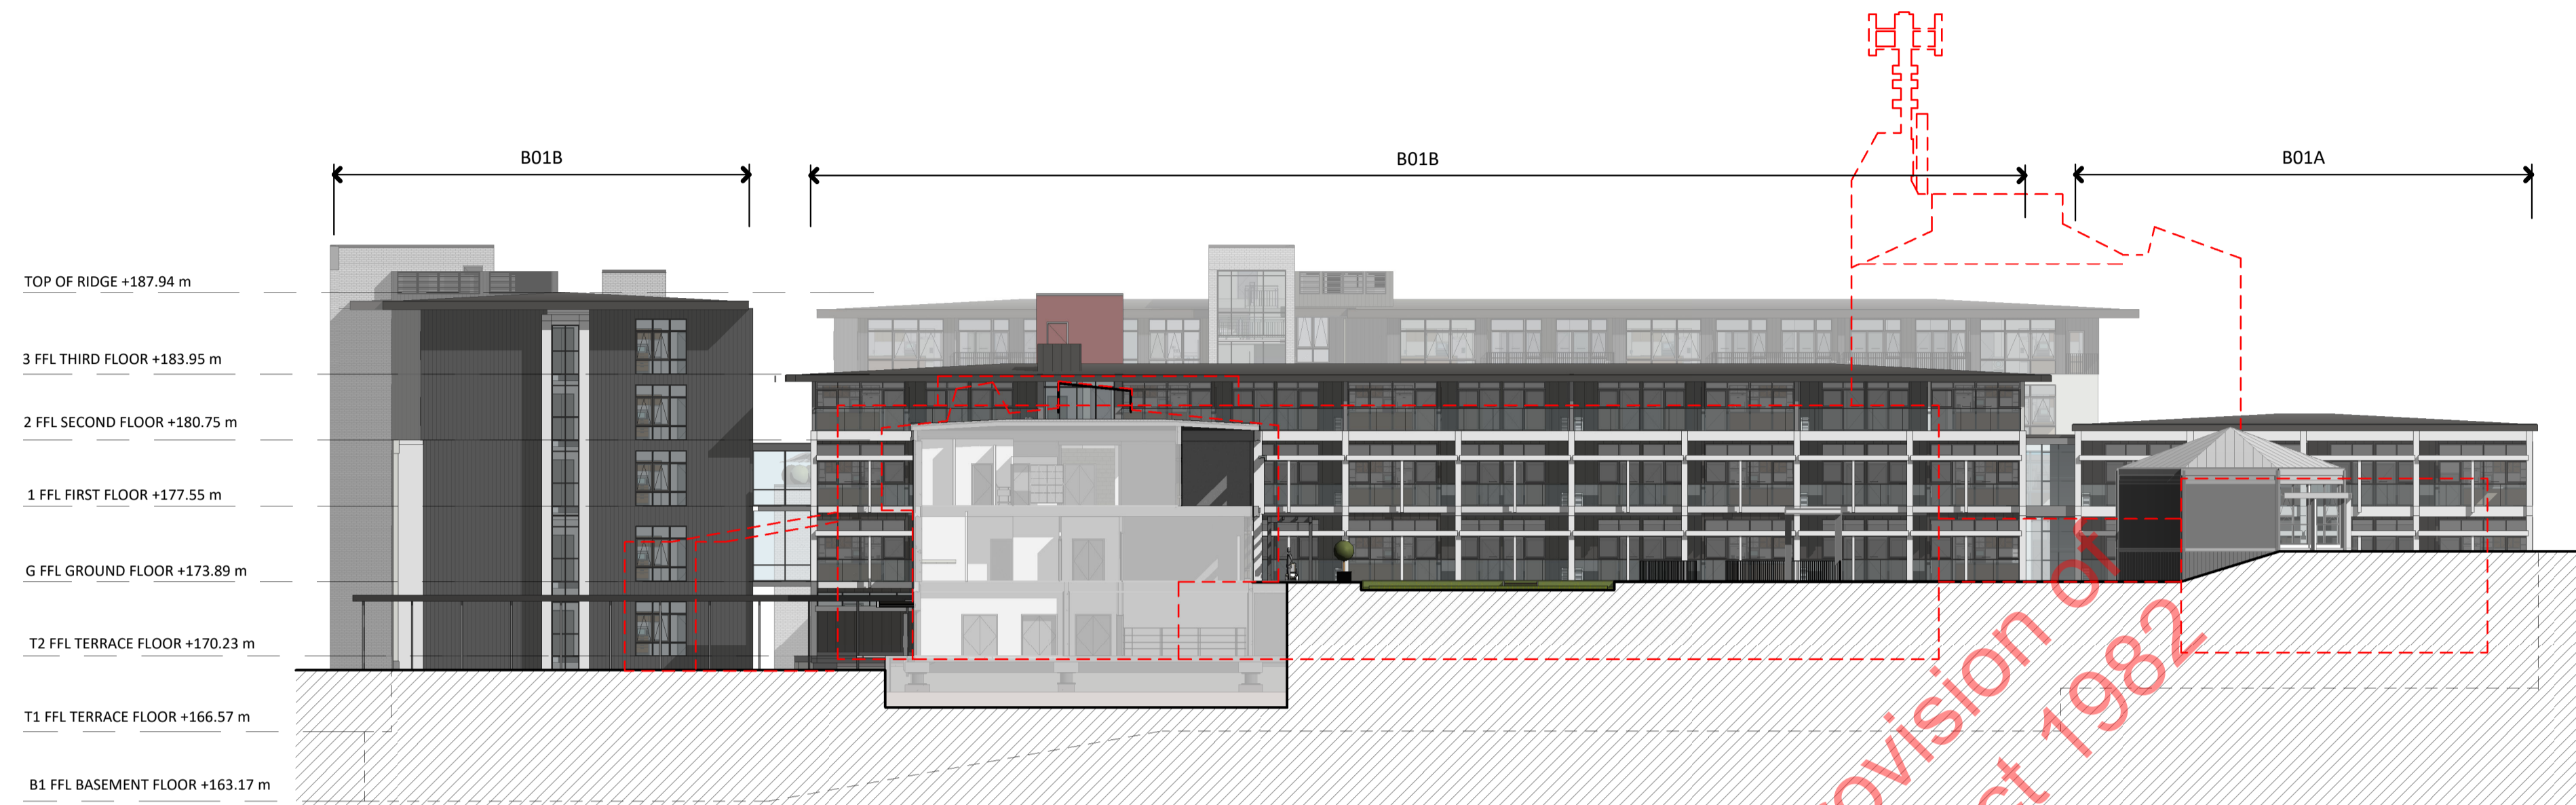 B01B
B01B
B01A
TOP OF RIDGE +187.94 m
3 FFL THIRD FLOOR +183.95 m
2 FFL SECOND FLOOR +180.75 m
1 FFL FIRST FLOOR +177.55 m
G FFL GROUND FLOOR +173.89 m
T2 FFL TERRACE FLOOR +170.23 m
T1 FFL TERRACE FLOOR +166.57 m
B1 FFL BASEMENT FLOOR +163.17 m
ovision of
ct 1982